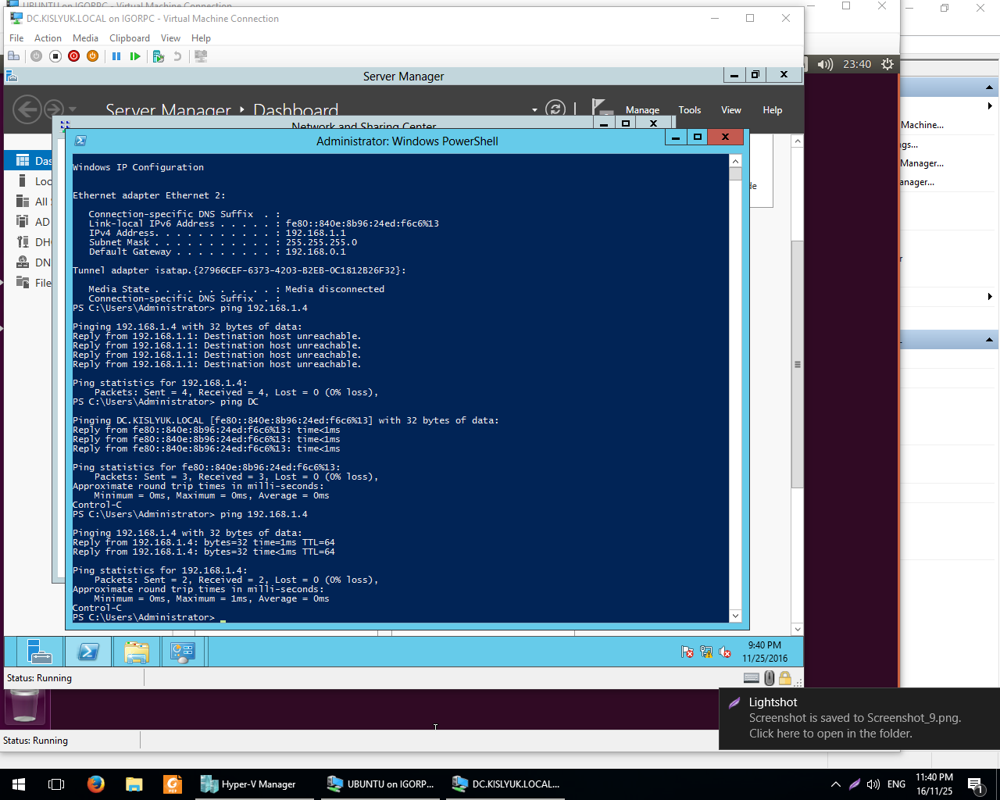 UBUNTU on IGORPC - Virtual Machine Connection
DC.KISLYUK.LOCAL on IGORPC - Virtual Machine Connection
File Action Media Clipboard View Help
23:40
Server Manager
Server Manager Dashboard
Manage Tools View Help
Network and Sharing Center
Administrator: Windows PowerShell
Machine...
Das
Loc
All
AD
DH
DN
File
gs...
Manager...
anager...
de
r
Windows IP Configuration
Ethernet adapter Ethernet 2:
Connection-specific DNS Suffix . :
Link-local IPv6 Address . . . . . : fe80::840e:8b96:24ed:f6c6%13
IPv4 Address. . . . . . . . . . . : 192.168.1.1
Subnet Mask . . . . . . . . . . . : 255.255.255.0
Default Gateway . . . . . . . . . : 192.168.0.1
Tunnel adapter isatap.{27966CEF-6373-4203-B2EB-0C1812B26F32}:
Media State . . . . . . . . . . . : Media disconnected
Connection-specific DNS Suffix . :
PS C:\Users\Administrator> ping 192.168.1.4
Pinging 192.168.1.4 with 32 bytes of data:
Reply from 192.168.1.1: Destination host unreachable.
Reply from 192.168.1.1: Destination host unreachable.
Reply from 192.168.1.1: Destination host unreachable.
Reply from 192.168.1.1: Destination host unreachable.
Ping statistics for 192.168.1.4:
Packets: Sent = 4, Received = 4, Lost = 0 (0% loss),
PS C:\Users\Administrator> ping DC
Pinging DC.KISLYUK.LOCAL [fe80::840e:8b96:24ed:f6c6%13] with 32 bytes of data:
Reply from fe80::840e:8b96:24ed:f6c6%13: time<1ms
Reply from fe80::840e:8b96:24ed:f6c6%13: time<1ms
Reply from fe80::840e:8b96:24ed:f6c6%13: time<1ms
Ping statistics for fe80::840e:8b96:24ed:f6c6%13:
Packets: Sent = 3, Received = 3, Lost = 0 (0% loss),
Approximate round trip times in milli-seconds:
Minimum = 0ms, Maximum = 0ms, Average = 0ms
Control-C
PS C:\Users\Administrator> ping 192.168.1.4
Pinging 192.168.1.4 with 32 bytes of data:
Reply from 192.168.1.4: bytes=32 time=1ms TTL=64
Reply from 192.168.1.4: bytes=32 time<1ms TTL=64
Ping statistics for 192.168.1.4:
Packets: Sent = 2, Received = 2, Lost = 0 (0% loss),
Approximate round trip times in milli-seconds:
Minimum = 0ms, Maximum = 1ms, Average = 0ms
Control-C
PS C:\Users\Administrator>
9:40 PM
11/25/2016
Status: Running
Lightshot
Screenshot is saved to Screenshot_9.png.
Click here to open in the folder.
Status: Running
PDF
Hyper-V Manager
UBUNTU on IGORP...
DC.KISLYUK.LOCAL...
ENG
11:40 PM
16/11/25
1